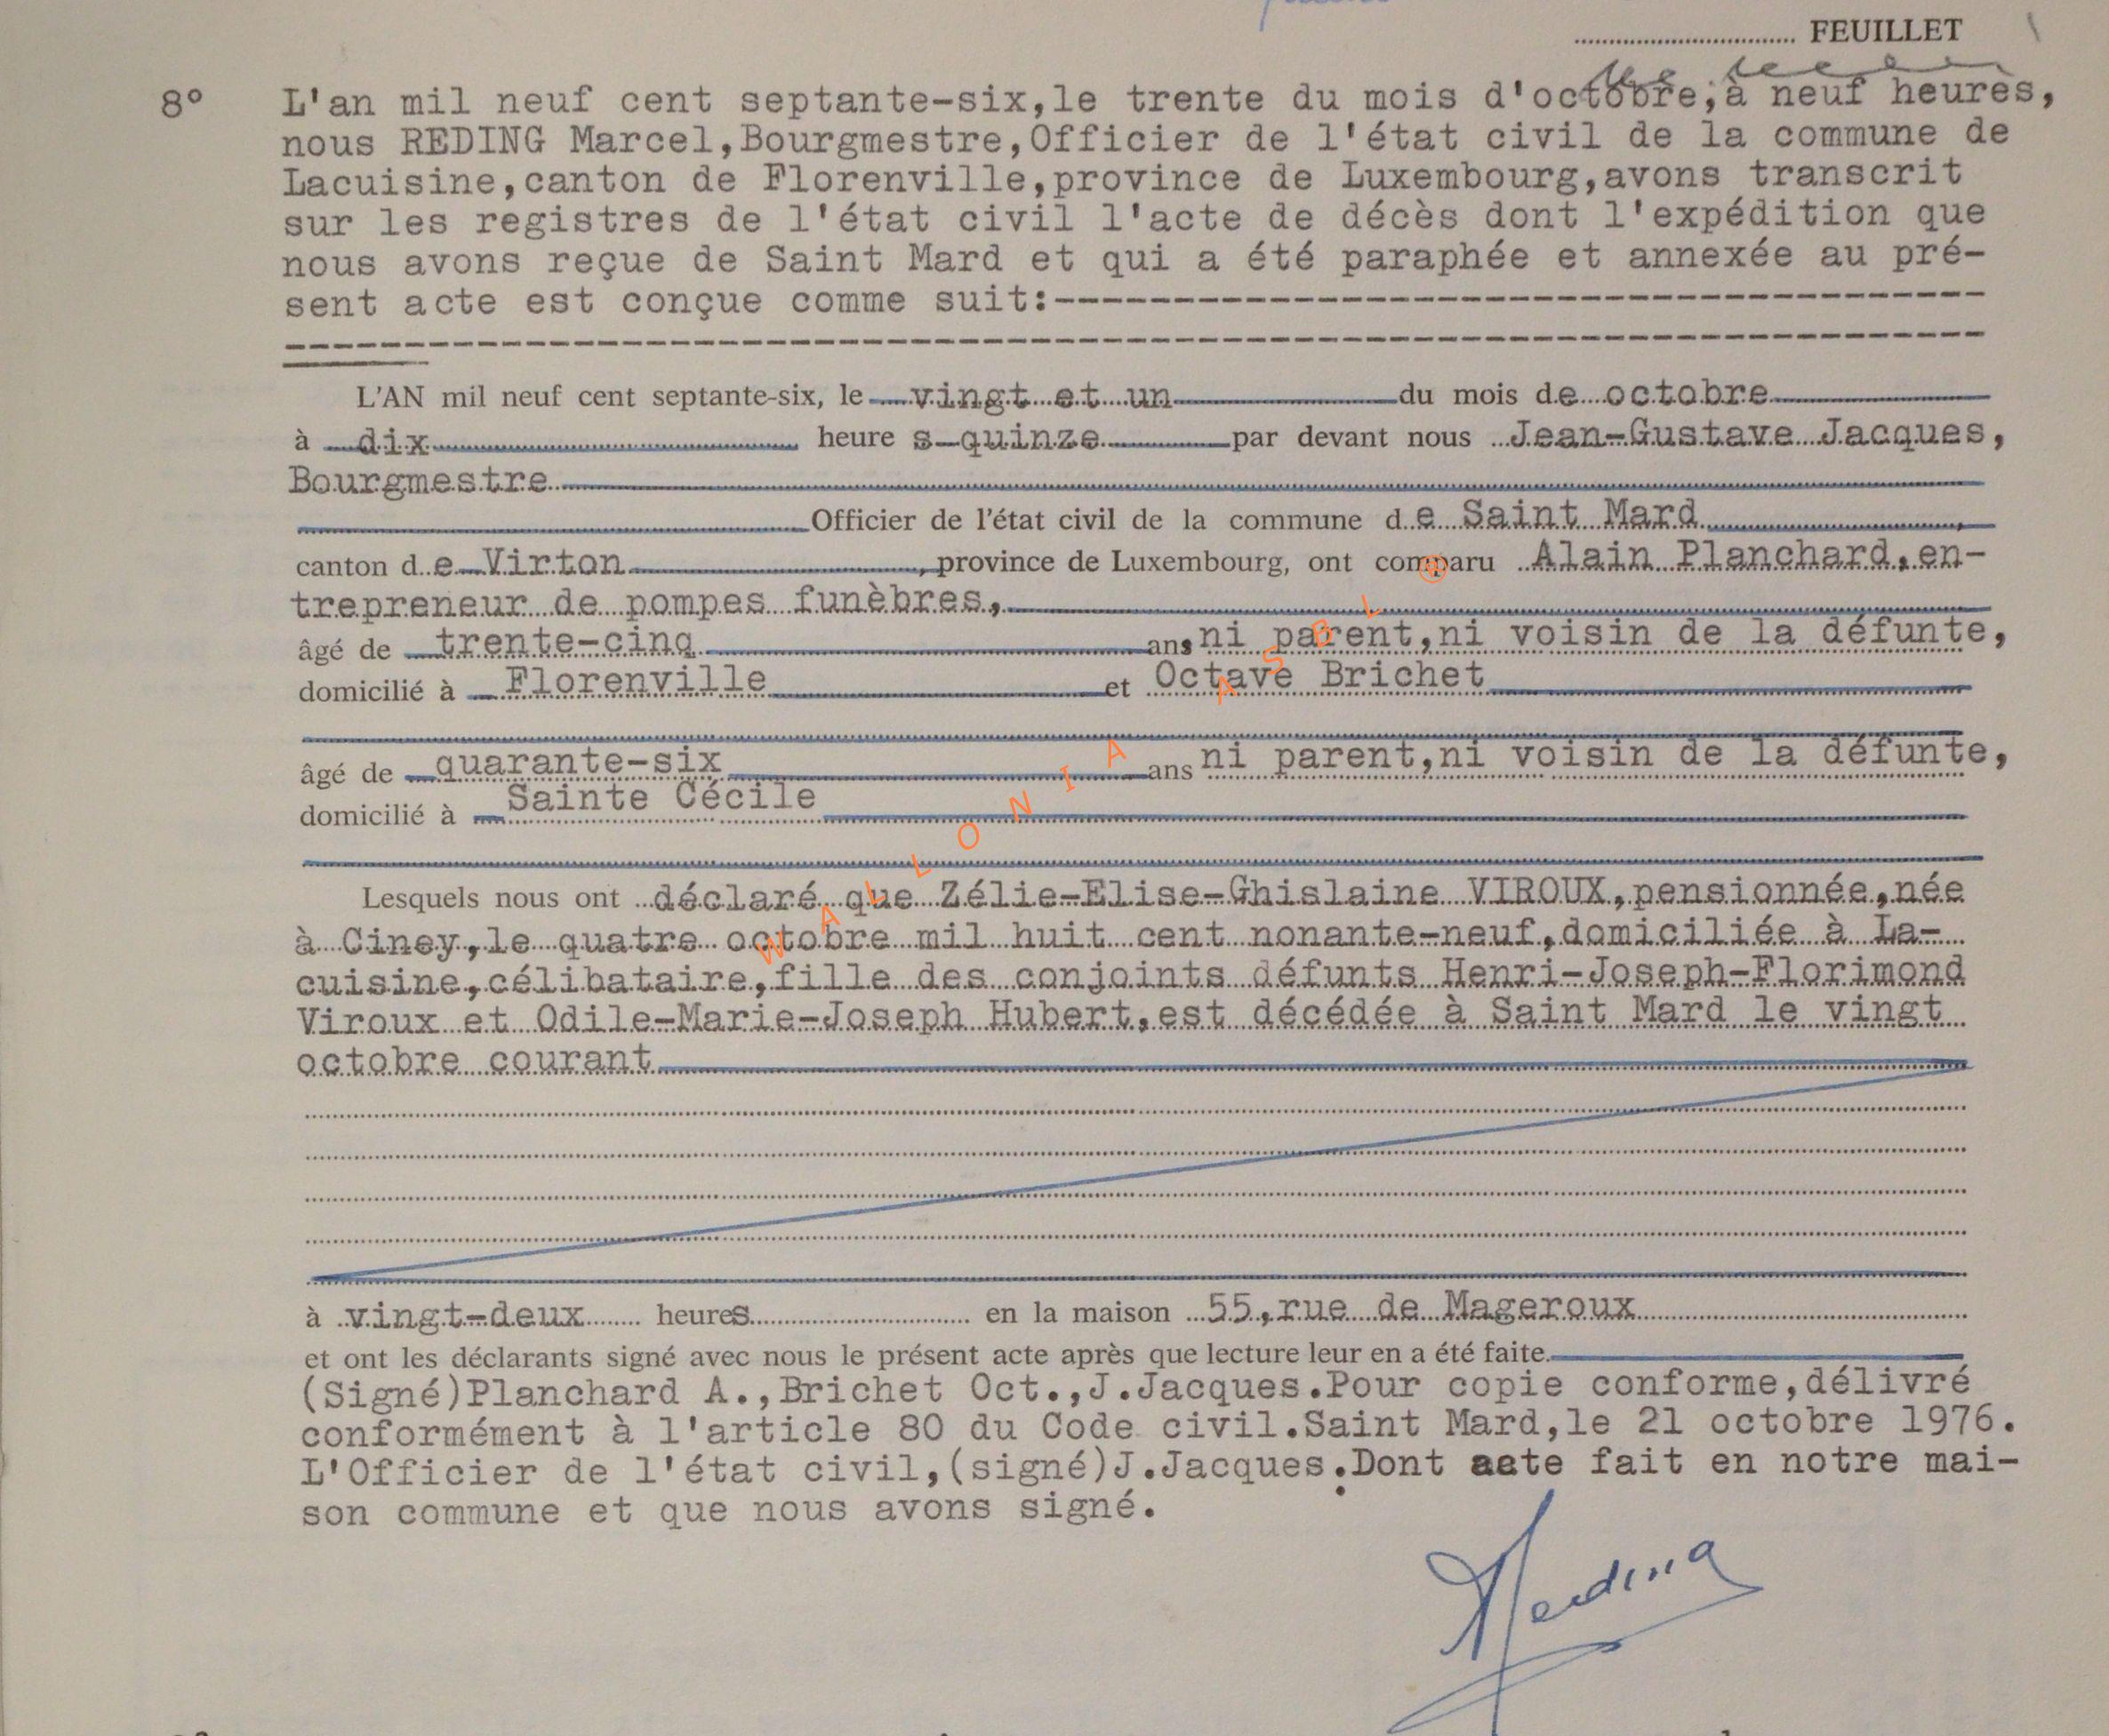 FEUILLET
8° L'an mil neuf cent septante-six,le trente du mois d'octobre,à neuf heures,
nous REDING Marcel,Bourgmestre,Officier de l'état civil de la commune de
Lacuisine,canton de Florenville,province de Luxembourg,avons transcrit
sur les registres de l'état civil l'acte de décès dont l'expédition que
nous avons reçue de Saint Mard et qui a été paraphée et annexée au pré-
sent acte est conçue comme suit:
L'AN mil neuf cent septante-six, le vingt et un du mois de octobre
à dix heure s-quinze par devant nous Jean-Gustave Jacques,
Bourgmestre
Officier de l'état civil de la commune de Saint Mard
canton de Virton, province de Luxembourg, ont comparu Alain Planchard,en-
trepreneur de pompes funèbres,
âgé de trente-cinq ans ni parent,ni voisin de la défunte,
domicilié à Florenville et Octave Brichet
âgé de quarante-six ans ni parent,ni voisin de la défunte,
domicilié à Sainte Cécile
Lesquels nous ont déclaré que Zélie-Elise-Ghislaine VIROUX,pensionnée,née
à Ciney,le quatre octobre mil huit cent nonante-neuf,domiciliée à La-
cuisine,célibataire,fille des conjoints défunts Henri-Joseph-Florimond
Viroux et Odile-Marie-Joseph Hubert,est décédée à Saint Mard le vingt
octobre courant
à vingt-deux heures en la maison 55,rue de Mageroux
et ont les déclarants signé avec nous le présent acte après que lecture leur en a été faite.
(Signé)Planchard A.,Brichet Oct.,J.Jacques.Pour copie conforme,délivré
conformément à l'article 80 du Code civil.Saint Mard,le 21 octobre 1976.
L'Officier de l'état civil,(signé)J.Jacques.Dont acte fait en notre mai-
son commune et que nous avons signé.
Reding
WALLONIA ASBL